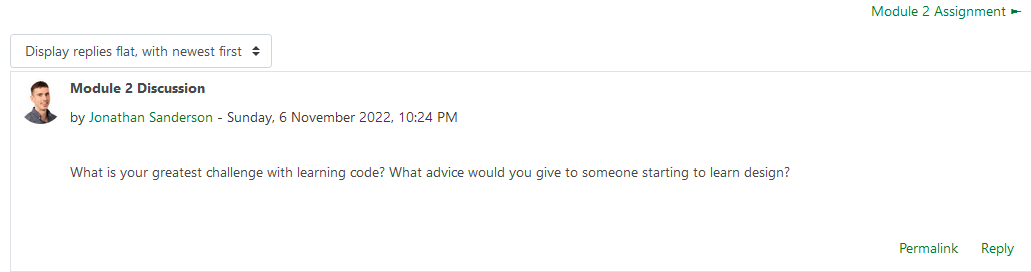 Module 2 Assignment ►
Display replies flat, with newest first
Module 2 Discussion
by Jonathan Sanderson - Sunday, 6 November 2022, 10:24 PM
What is your greatest challenge with learning code? What advice would you give to someone starting to learn design?
Permalink Reply